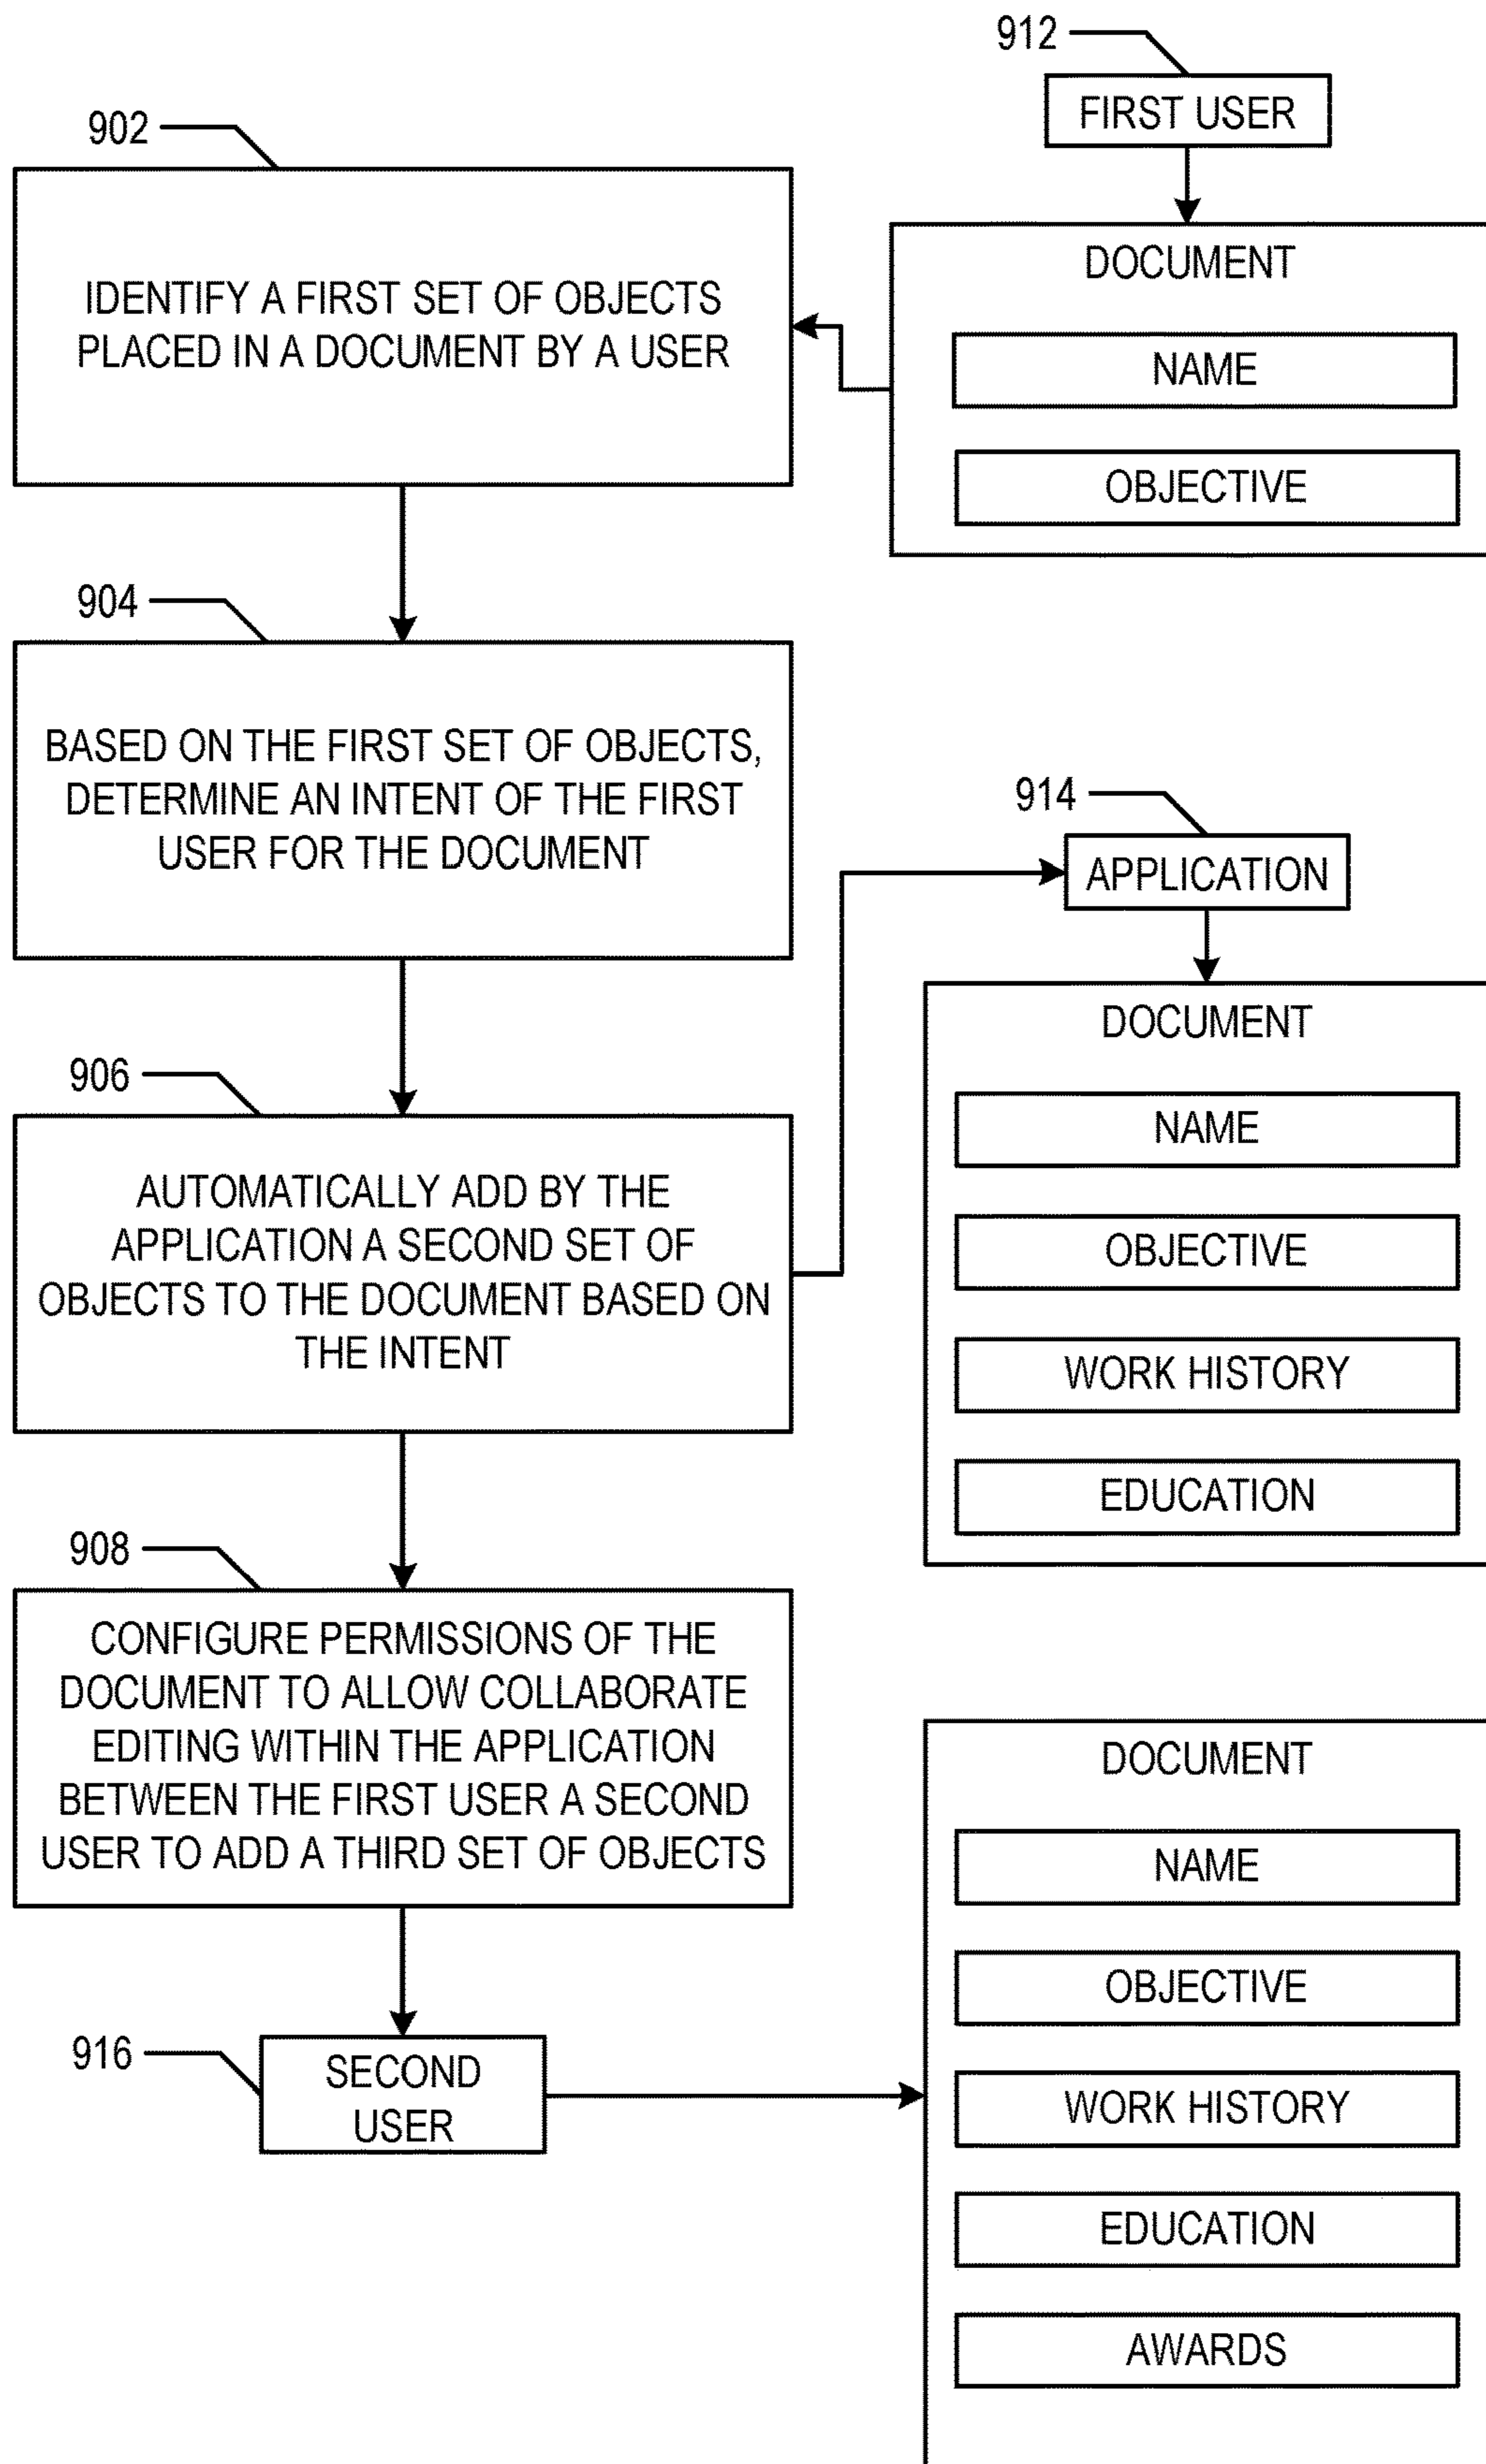 912
FIRST USER
902
IDENTIFY A FIRST SET OF OBJECTS
PLACED IN A DOCUMENT BY A USER
DOCUMENT
NAME
OBJECTIVE
904
BASED ON THE FIRST SET OF OBJECTS,
DETERMINE AN INTENT OF THE FIRST
USER FOR THE DOCUMENT
914
APPLICATION
DOCUMENT
NAME
OBJECTIVE
WORK HISTORY
EDUCATION
906
AUTOMATICALLY ADD BY THE
APPLICATION A SECOND SET OF
OBJECTS TO THE DOCUMENT BASED ON
THE INTENT
908
CONFIGURE PERMISSIONS OF THE
DOCUMENT TO ALLOW COLLABORATE
EDITING WITHIN THE APPLICATION
BETWEEN THE FIRST USER A SECOND
USER TO ADD A THIRD SET OF OBJECTS
916
SECOND
USER
DOCUMENT
NAME
OBJECTIVE
WORK HISTORY
EDUCATION
AWARDS